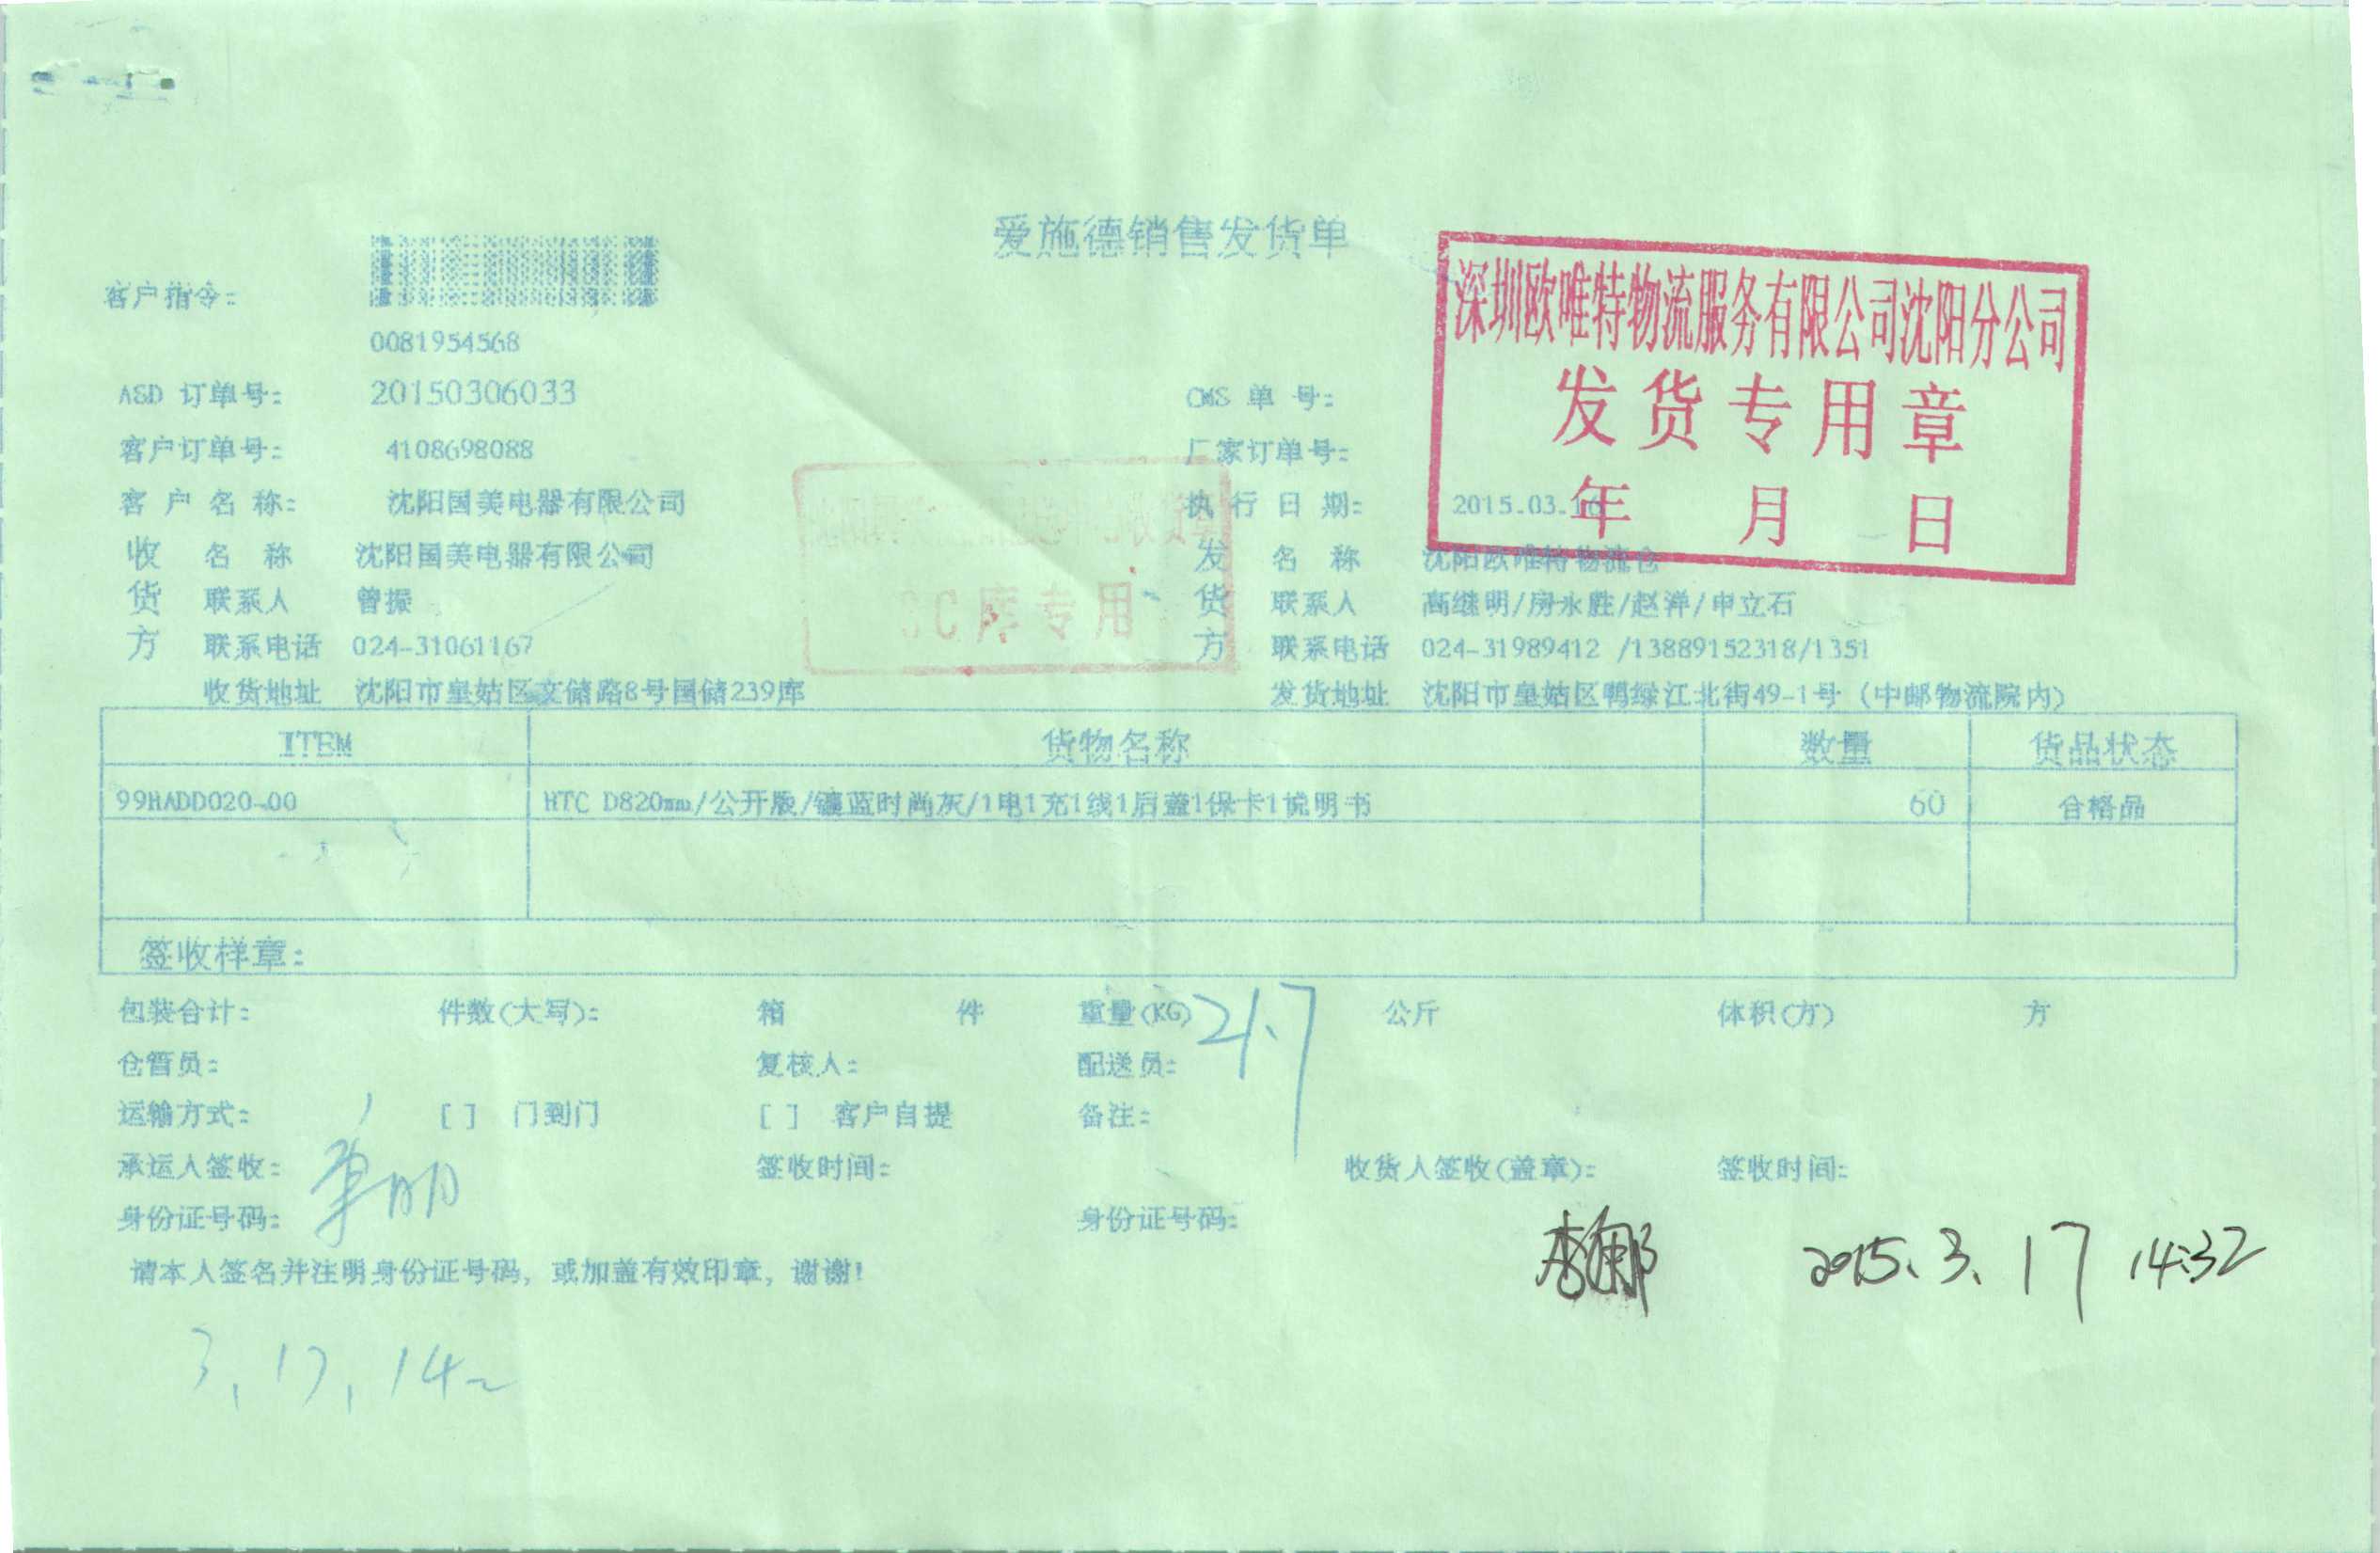 爱施德销售发货单
深圳欧唯特物流服务有限公司沈阳分公司
发货专用章
年 月 日
客户指令:
0081954568
ASD 订单号: 20150306033 CMS 单 号:
客户订单号: 4108698088 厂家订单号:
客 户 名 称: 沈阳国美电器有限公司 执 行 日 期: 2015.03.16
收 名 称 沈阳国美电器有限公司 发 名 称 沈阳欧唯特物流仓
货 联系人 曾振 货 联系人 高继明/房永胜/赵洋/申立石
方 联系电话 024-31061167 方 联系电话 024-31989412 /13889152318/1351
库专用
收货地址 沈阳市皇姑区文储路8号国储239库 发货地址 沈阳市皇姑区鸭绿江北街49-1号 (中邮物流院内)
ITEM 货物名称 数量 货品状态
99HADD020-00 HTC D820mu/公开版/镶蓝时尚灰/1电1充1线1后盖1保卡1说明书 60 合格品
签收样章:
包装合计: 件数(大写): 箱 件 重量(KG) 21.7 公斤 体积(方) 方
仓管员: 复核人: 配送员:
运输方式: [ ] 门到门 [ ] 客户自提 备注:
承运人签收: 签收时间: 收货人签收(盖章): 签收时间:
身份证号码: 身份证号码: 2015.3.17 14:32
请本人签名并注明身份证号码, 或加盖有效印章, 谢谢!